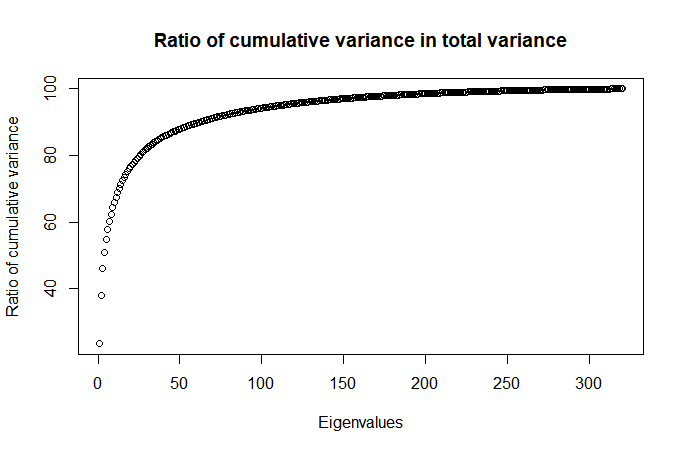 Ratio of cumulative variance in total variance
Ratio of cumulative variance
100
80
60
40
0 50 100 150 200 250 300
Eigenvalues